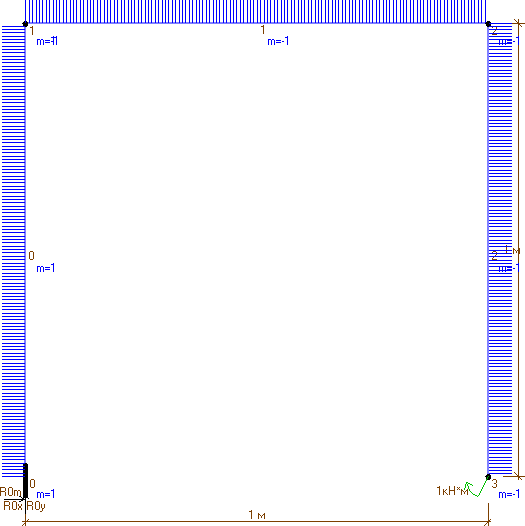 1 1 2
m=-1 m=-1 m=-1
0 2 1 м
m=1 m=-1
0 3
R0m m=1 1кН*м m=-1
R0x R0y
1 м